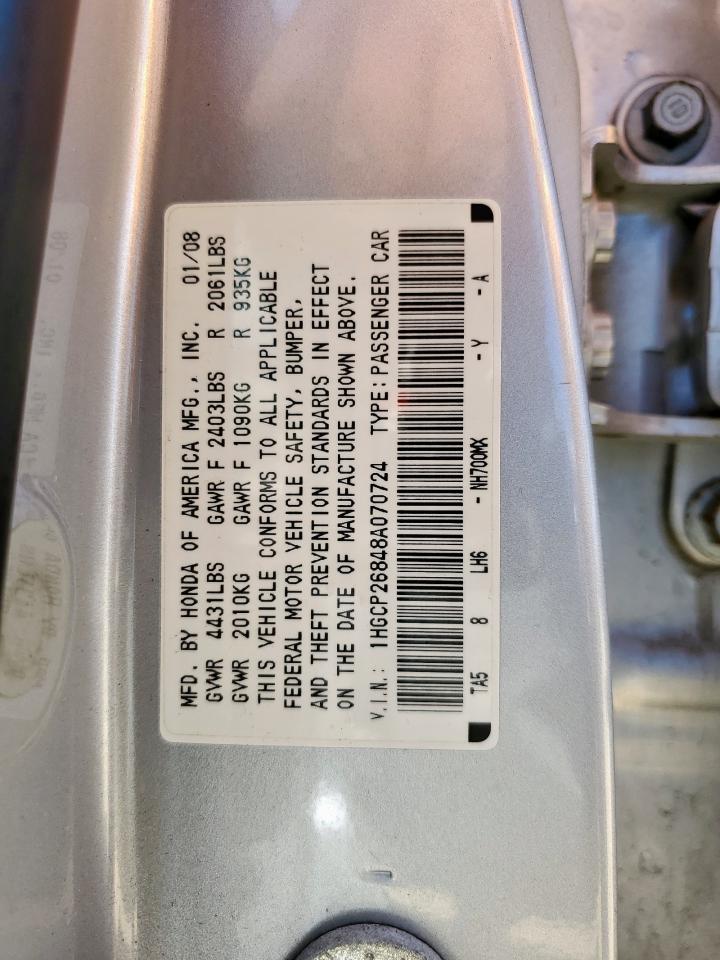 MFD. BY HONDA OF AMERICA MFG., INC. 01/08
GVWR 4431LBS GAWR F 2403LBS R 2061LBS
GVWR 2010KG GAWR F 1090KG R 935KG
THIS VEHICLE CONFORMS TO ALL APPLICABLE
FEDERAL MOTOR VEHICLE SAFETY, BUMPER,
AND THEFT PREVENTION STANDARDS IN EFFECT
ON THE DATE OF MANUFACTURE SHOWN ABOVE.
V.I.N.: 1HGCP26848A070724 TYPE: PASSENGER CAR
TA5 8 LH6 - NH700MX - Y - A
10